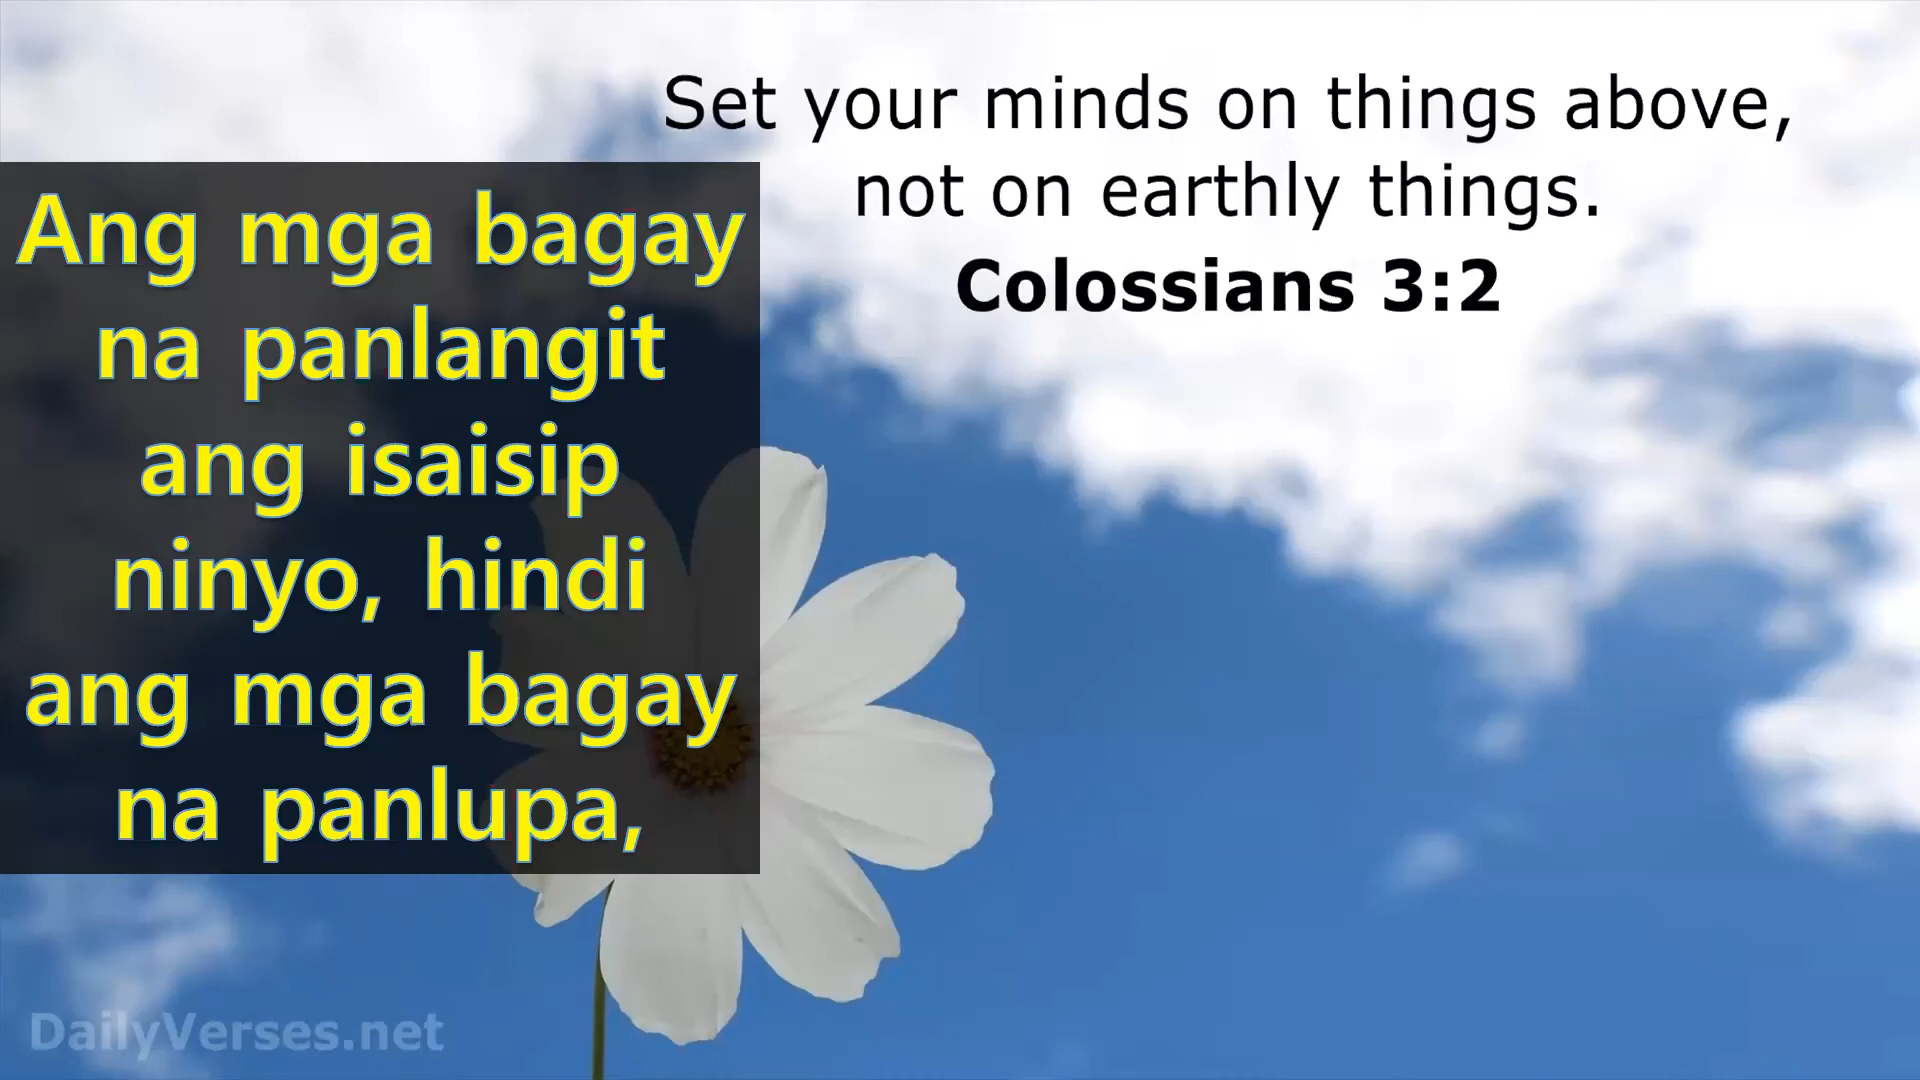 Set your minds on things above,
not on earthly things.
Colossians 3:2
Ang mga bagay
na panlangit
ang isaisip
ninyo, hindi
ang mga bagay
na panlupa,
DailyVerses.net